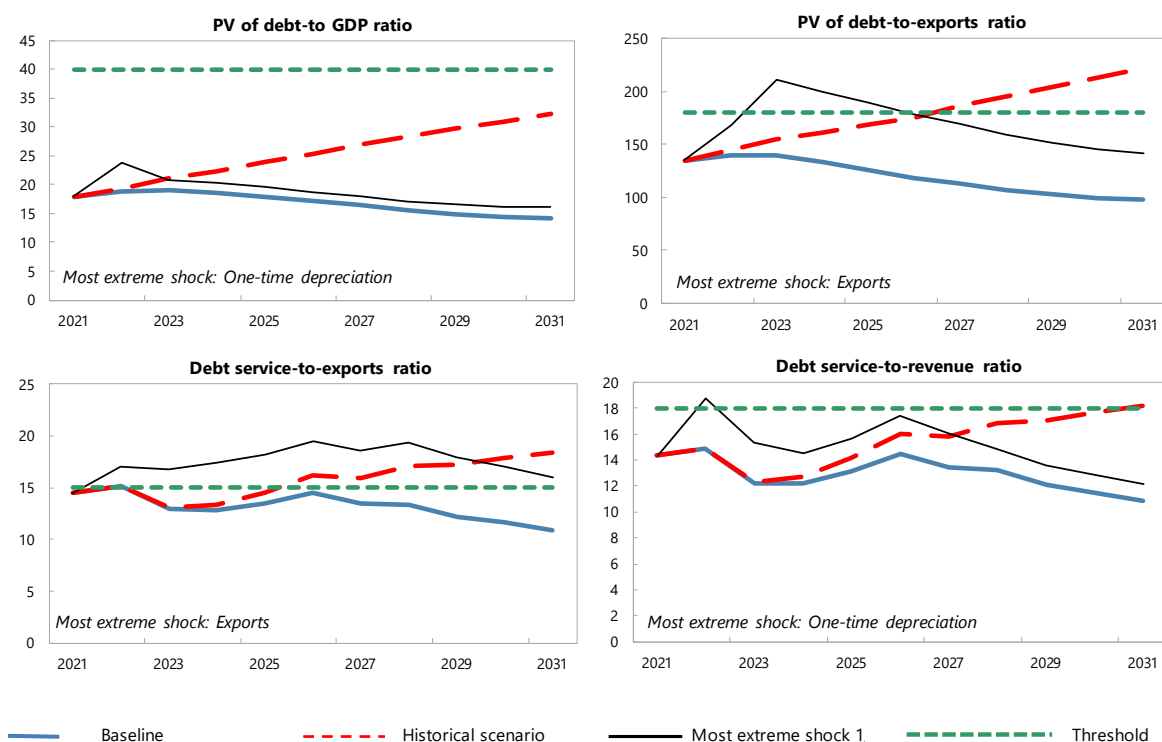 PV of debt-to GDP ratio
45
40
35
30
25
20
15
10
5
0
Most extreme shock: One-time depreciation
2021 2023 2025 2027 2029 2031
PV of debt-to-exports ratio
250
200
150
100
50
0
Most extreme shock: Exports
2021 2023 2025 2027 2029 2031
Debt service-to-exports ratio
25
20
15
10
5
0
Most extreme shock: Exports
2021 2023 2025 2027 2029 2031
Debt service-to-revenue ratio
20
18
16
14
12
10
8
6
4
2
0
Most extreme shock: One-time depreciation
2021 2023 2025 2027 2029 2031
Baseline Historical scenario Most extreme shock 1 Threshold